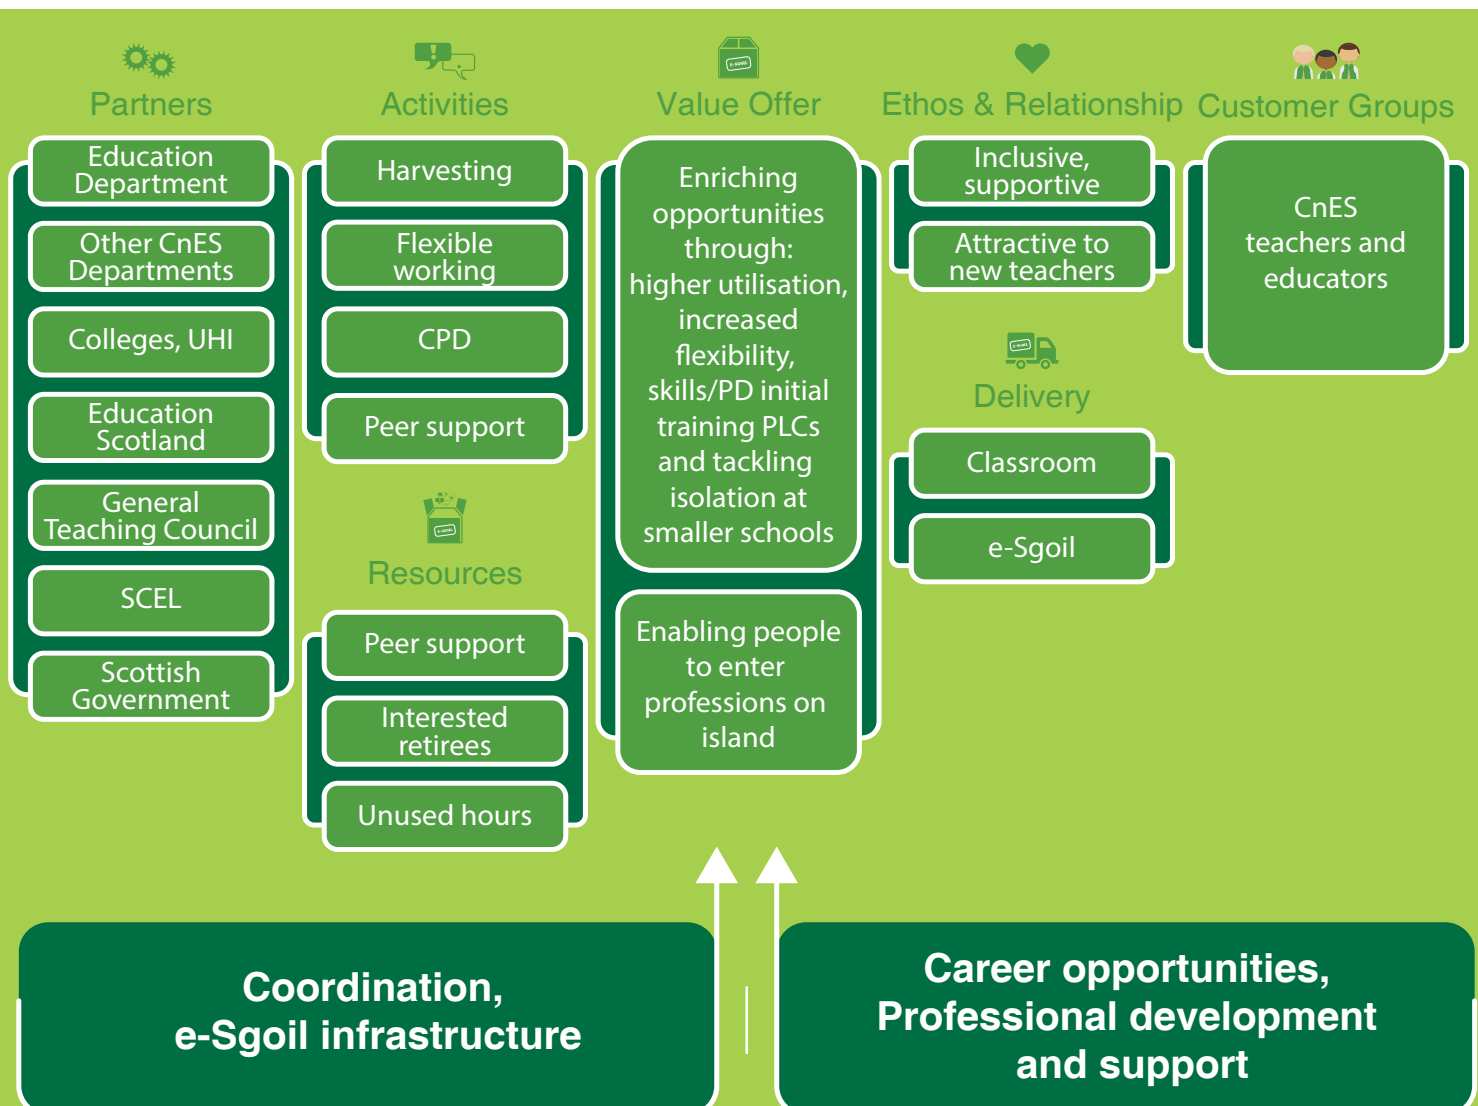 Partners
Education
Department
Other CnES
Departments
Colleges, UHI
Education
Scotland
General
Teaching Council
SCEL
Scottish
Government
Activities
Harvesting
Flexible
working
CPD
Peer support
Resources
Peer support
Interested
retirees
Unused hours
Value Offer
Enriching
opportunities
through:
higher utilisation,
increased
flexibility,
skills/PD initial
training PLCs
and tackling
isolation at
smaller schools
Enabling people
to enter
professions on
island
Ethos & Relationship
Inclusive,
supportive
Attractive to
new teachers
Delivery
Classroom
e-Sgoil
Customer Groups
CnES
teachers and
educators
Coordination,
e-Sgoil infrastructure
Career opportunities,
Professional development
and support